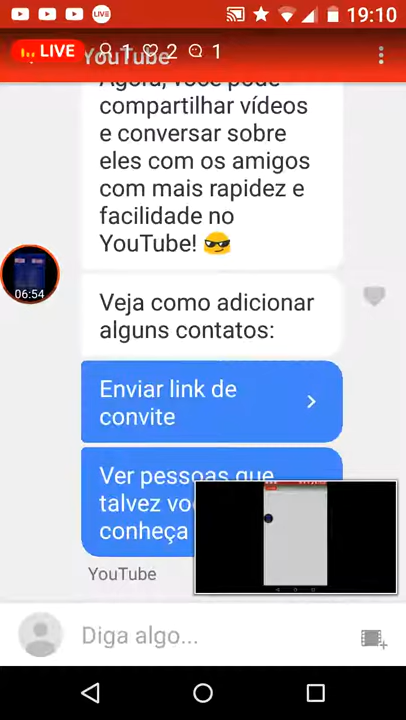 LIVE 19:10
LIVE YouTube 1 2 1
Agora, você pode
compartilhar vídeos
e conversar sobre
eles com os amigos
com mais rapidez e
facilidade no
YouTube! 😎
06:54
Veja como adicionar
alguns contatos:
Enviar link de
convite
Ver pessoas que
talvez
conheça
YouTube
Diga algo...